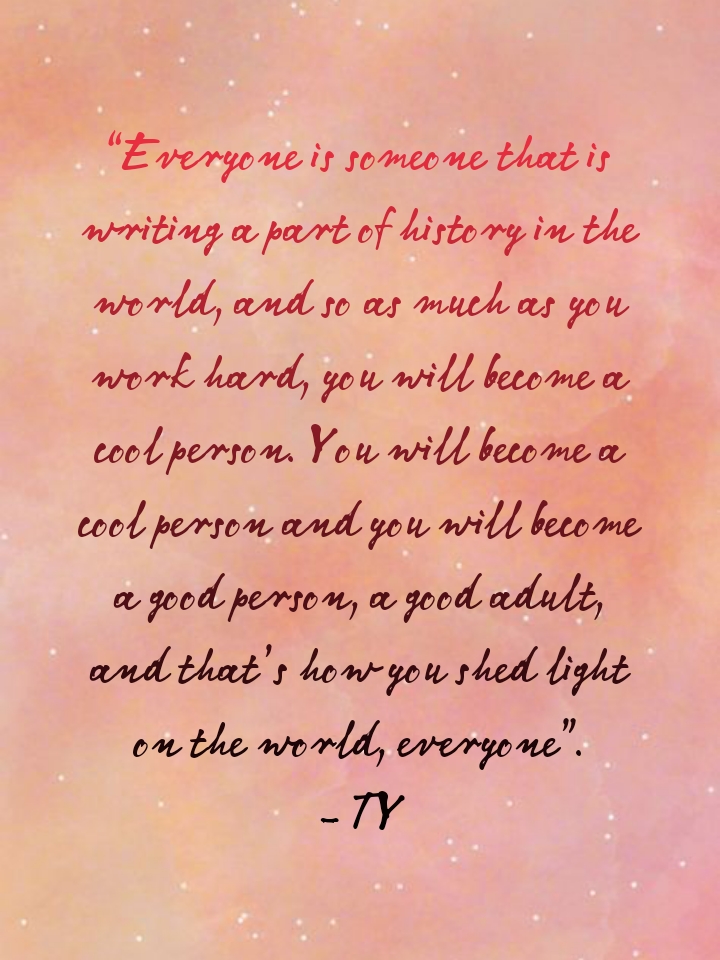 “Everyone is someone that is
writing a part of history in the
world, and so as much as you
work hard, you will become a
cool person. You will become a
cool person and you will become
a good person, a good adult,
and that’s how you shed light
on the world, everyone”.
- TY